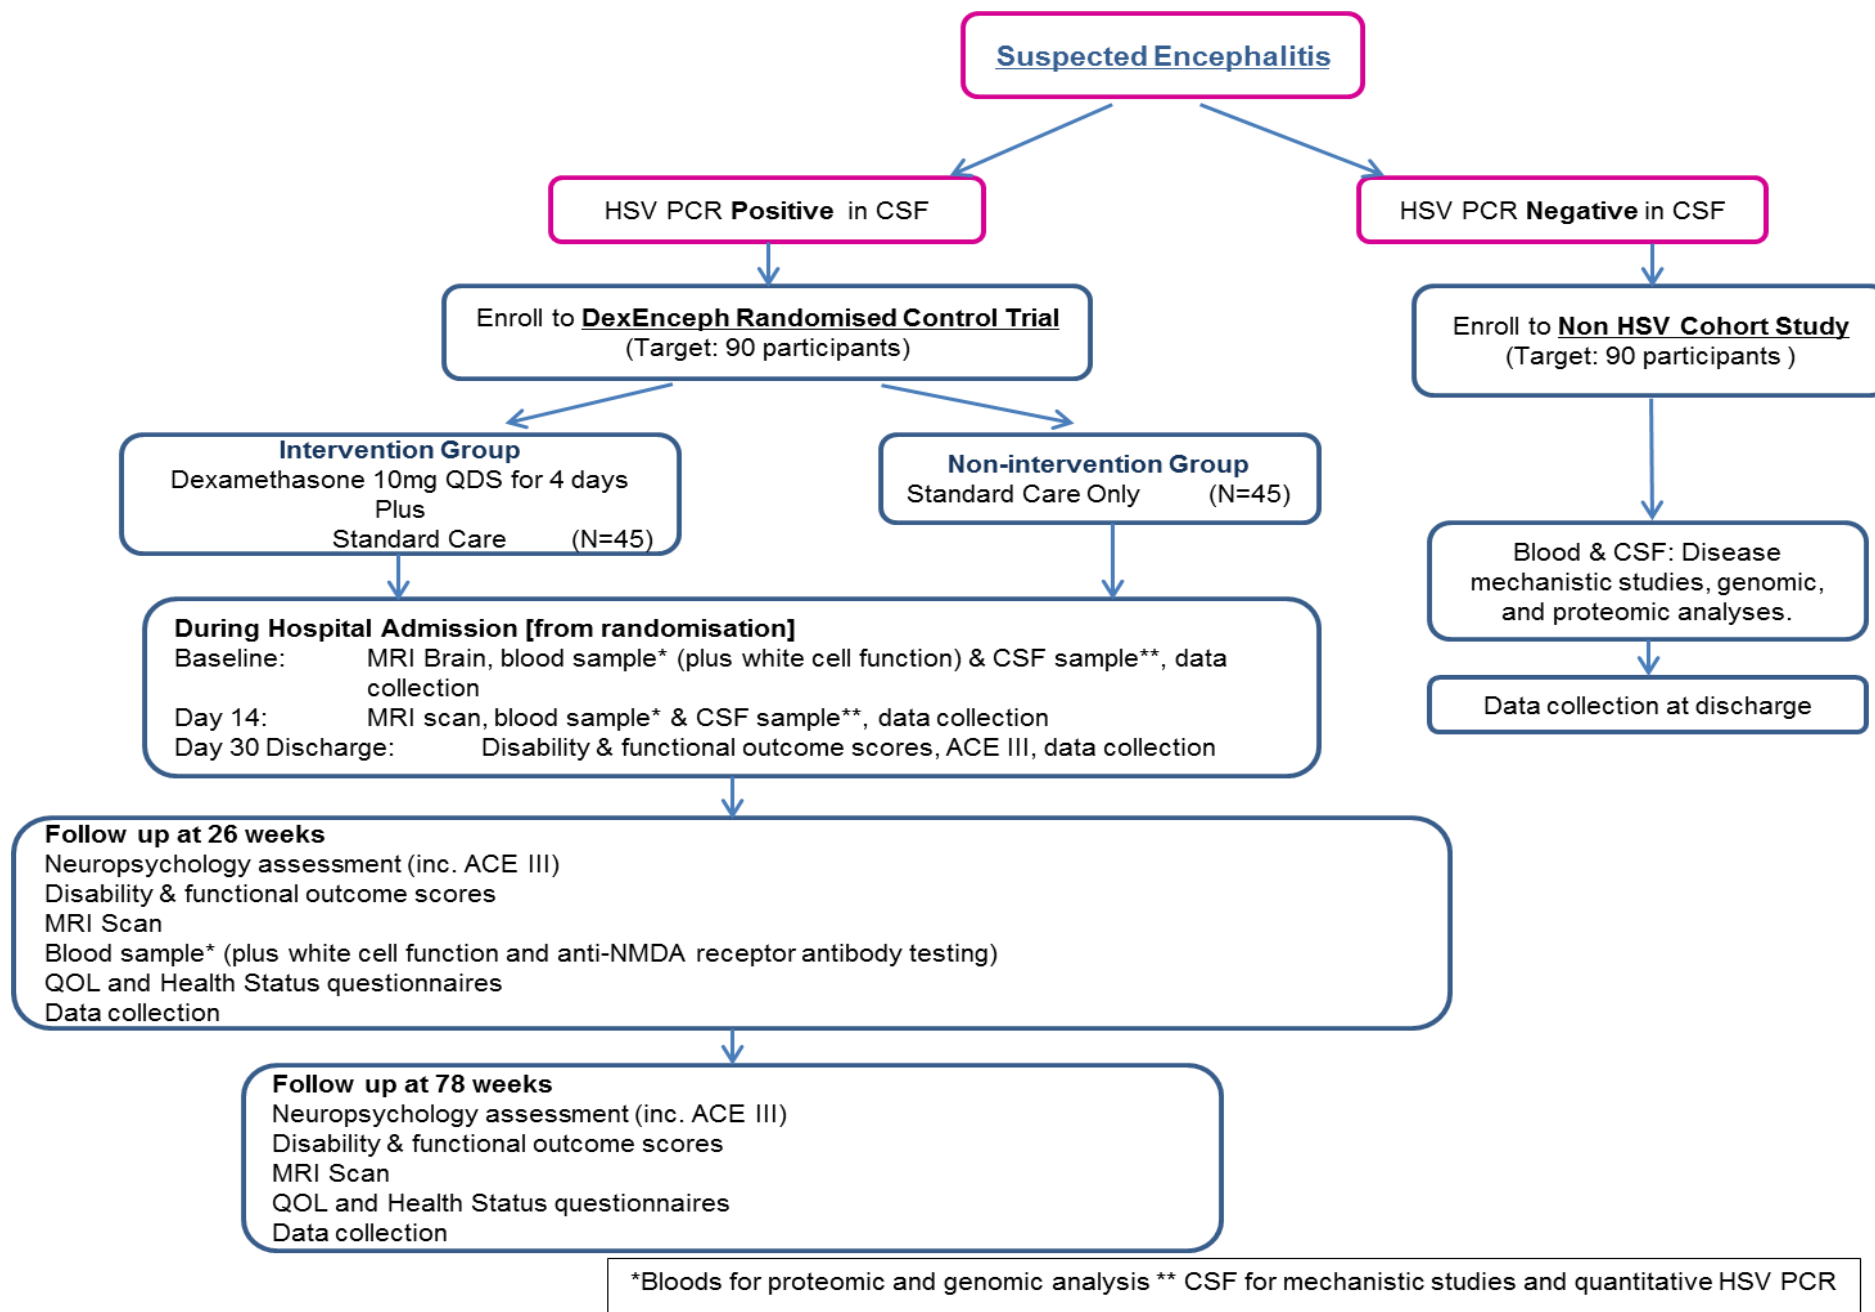 Suspected Encephalitis
HSV PCR Positive in CSF
HSV PCR Negative in CSF
Enroll to DexEnceph Randomised Control Trial
(Target: 90 participants)
Enroll to Non HSV Cohort Study
(Target: 90 participants )
Intervention Group
Dexamethasone 10mg QDS for 4 days
Plus
Standard Care (N=45)
Non-intervention Group
Standard Care Only (N=45)
Blood & CSF: Disease
mechanistic studies, genomic,
and proteomic analyses.
Data collection at discharge
During Hospital Admission [from randomisation]
Baseline: MRI Brain, blood sample* (plus white cell function) & CSF sample**, data
collection
Day 14: MRI scan, blood sample* & CSF sample**, data collection
Day 30 Discharge: Disability & functional outcome scores, ACE III, data collection
Follow up at 26 weeks
Neuropsychology assessment (inc. ACE III)
Disability & functional outcome scores
MRI Scan
Blood sample* (plus white cell function and anti-NMDA receptor antibody testing)
QOL and Health Status questionnaires
Data collection
Follow up at 78 weeks
Neuropsychology assessment (inc. ACE III)
Disability & functional outcome scores
MRI Scan
QOL and Health Status questionnaires
Data collection
*Bloods for proteomic and genomic analysis ** CSF for mechanistic studies and quantitative HSV PCR